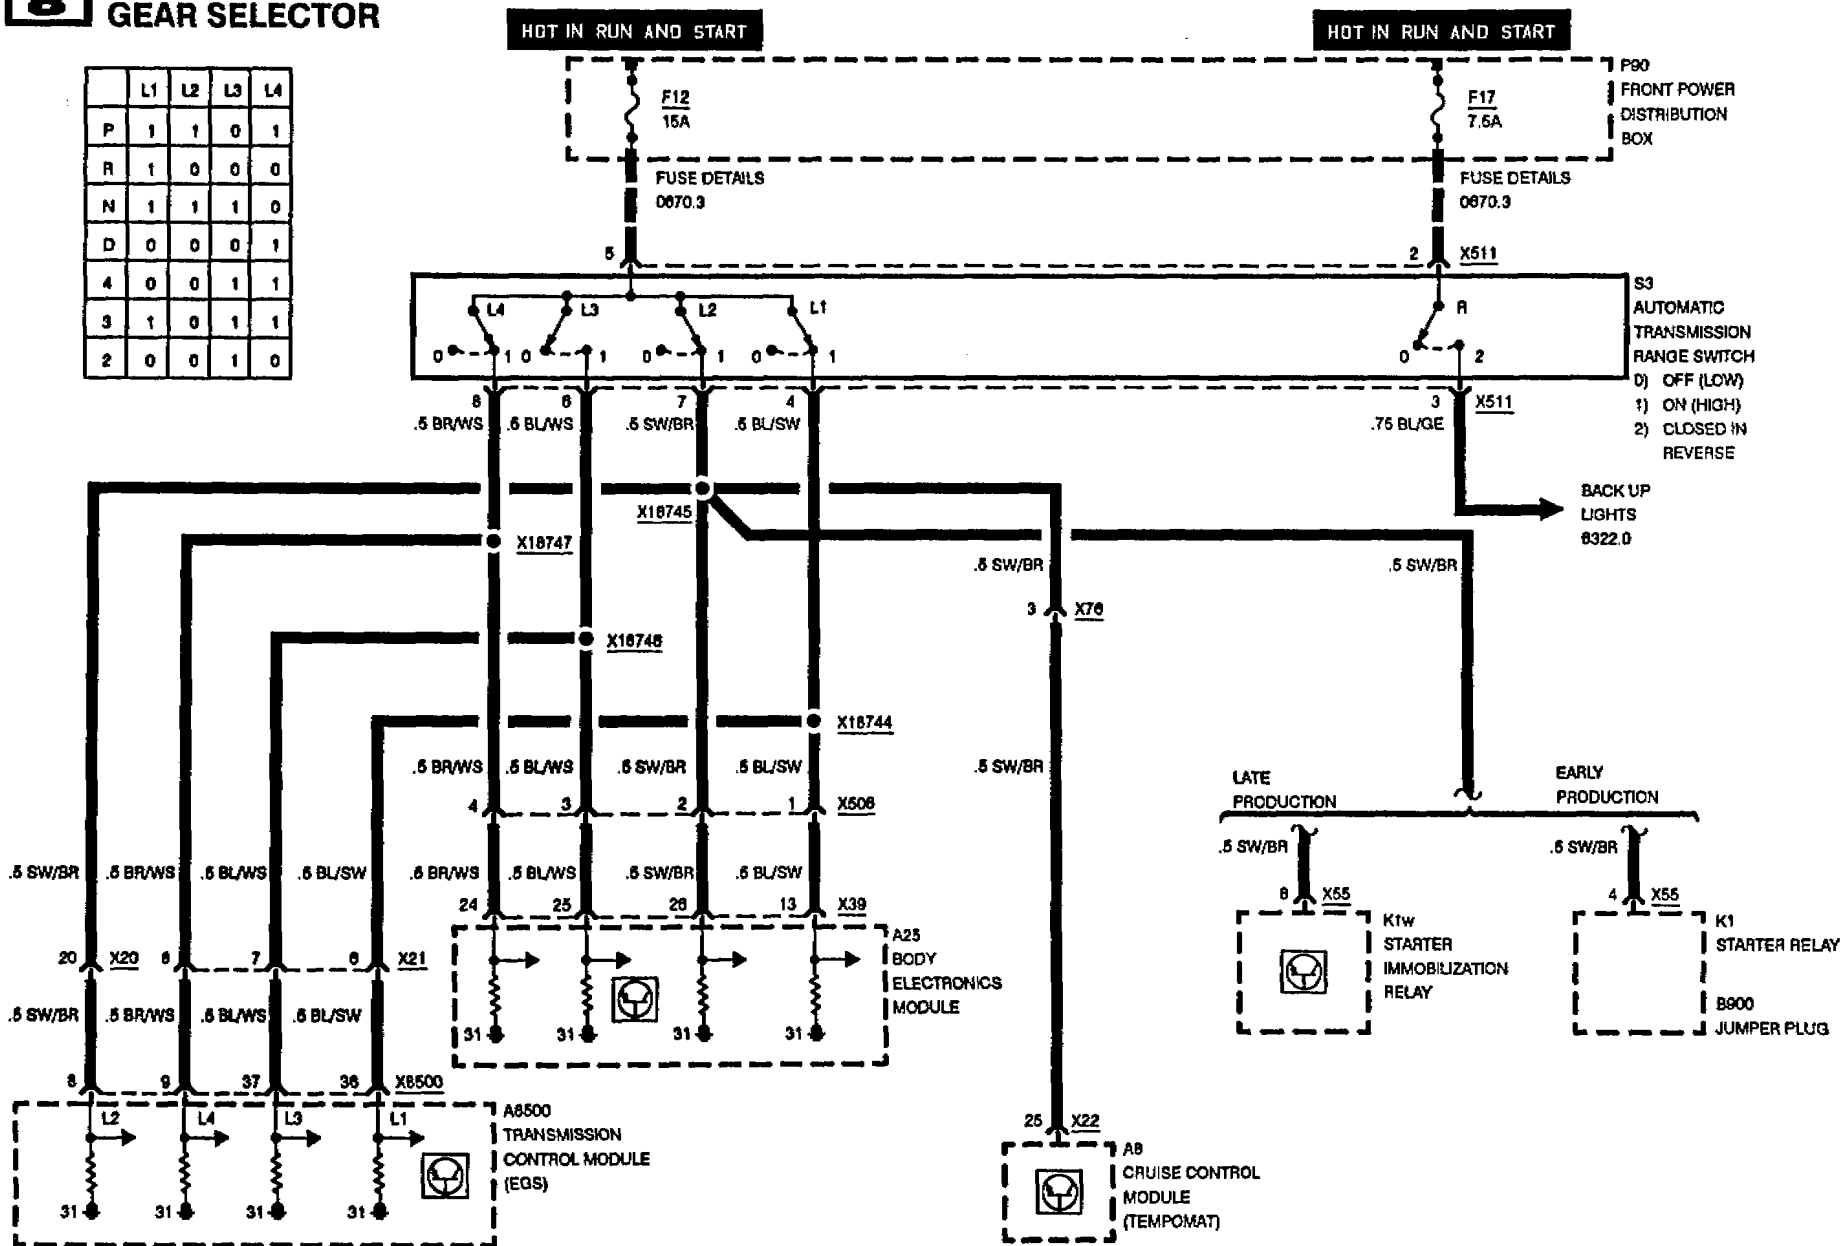 8
GEAR SELECTOR
HOT IN RUN AND START
HOT IN RUN AND START
L1 L2 L3 L4
P 1 1 0 1
R 1 0 0 0
N 1 1 1 0
D 0 0 0 1
4 0 0 1 1
3 1 0 1 1
2 0 0 1 0
F12
15A
F17
7.5A
P90
FRONT POWER
DISTRIBUTION
BOX
FUSE DETAILS
0670.3
FUSE DETAILS
0670.3
5
2 X511
L4 L3 L2 L1
R
0 1 0 1 0 1 0 1
0 2
S3
AUTOMATIC
TRANSMISSION
RANGE SWITCH
0) OFF (LOW)
1) ON (HIGH)
2) CLOSED IN
REVERSE
8 6 7 4
3 X511
.5 BR/WS .5 BL/WS .5 SW/BR .5 BL/SW
.75 BL/GE
BACK UP
LIGHTS
6322.0
X18745
X18747
.5 SW/BR
.5 SW/BR
3 X76
X18746
X18744
.5 BR/WS .5 BL/WS .5 SW/BR .5 BL/SW
.5 SW/BR
4 3 2 1 X506
LATE
PRODUCTION
EARLY
PRODUCTION
.5 SW/BR
.5 SW/BR
.5 SW/BR .5 BR/WS .5 BL/WS .5 BL/SW .5 BR/WS .5 BL/WS .5 SW/BR .5 BL/SW
8 X55
4 X55
24 25 26 13 X39
A25
BODY
ELECTRONICS
MODULE
K1w
STARTER
IMMOBILIZATION
RELAY
K1
STARTER RELAY
B900
JUMPER PLUG
20 X20 8 7 6 X21
.5 SW/BR .5 BR/WS .5 BL/WS .5 BL/SW
31 31 31 31
8 9 37 36 X8500
L2 L4 L3 L1
A8500
TRANSMISSION
CONTROL MODULE
(EGS)
31 31 31 31
25 X22
A8
CRUISE CONTROL
MODULE
(TEMPOMAT)